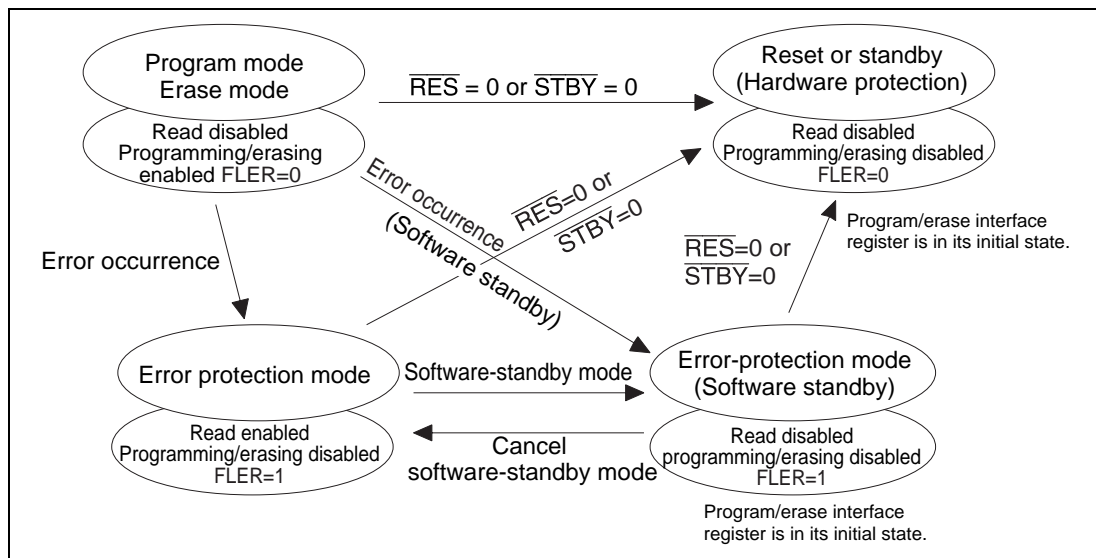 Program mode
Erase mode
Read disabled
Programming/erasing
enabled FLER=0
RES = 0 or STBY = 0
Reset or standby
(Hardware protection)
Read disabled
Programming/erasing disabled
FLER=0
Program/erase interface
register is in its initial state.
Error occurrence
(Software standby)
RES=0 or
STBY=0
RES=0 or
STBY=0
Error occurrence
Error protection mode
Read enabled
Programming/erasing disabled
FLER=1
Software-standby mode
Cancel
software-standby mode
Error-protection mode
(Software standby)
Read disabled
programming/erasing disabled
FLER=1
Program/erase interface
register is in its initial state.